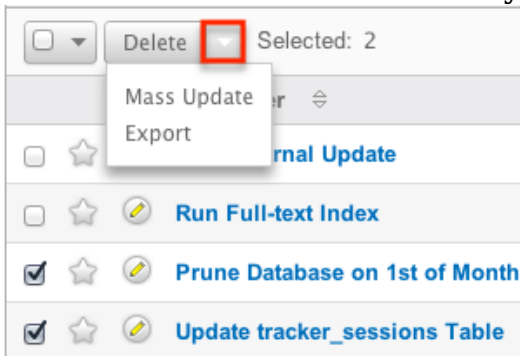 Delete Selected: 2
Mass Update
er
Export
rnal Update
Run Full-text Index
Prune Database on 1st of Month
Update tracker_sessions Table